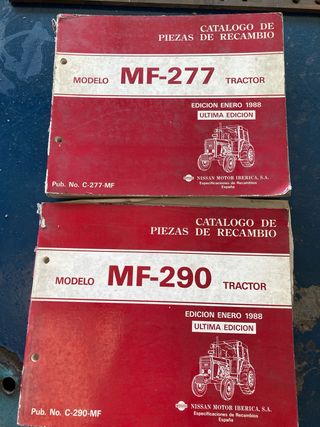 CATALOGO DE
PIEZAS DE RECAMBIO
MODELO MF-277 TRACTOR
EDICION ENERO 1988
ULTIMA EDICION
NISSAN MOTOR IBERICA, S.A.
Especificaciones de Recambios
España
Pub. No. C-277-MF
CATALOGO DE
PIEZAS DE RECAMBIO
MODELO MF-290 TRACTOR
EDICION ENERO 1988
ULTIMA EDICION
NISSAN MOTOR IBERICA, S.A.
Especificaciones de Recambios
España
Pub. No. C-290-MF